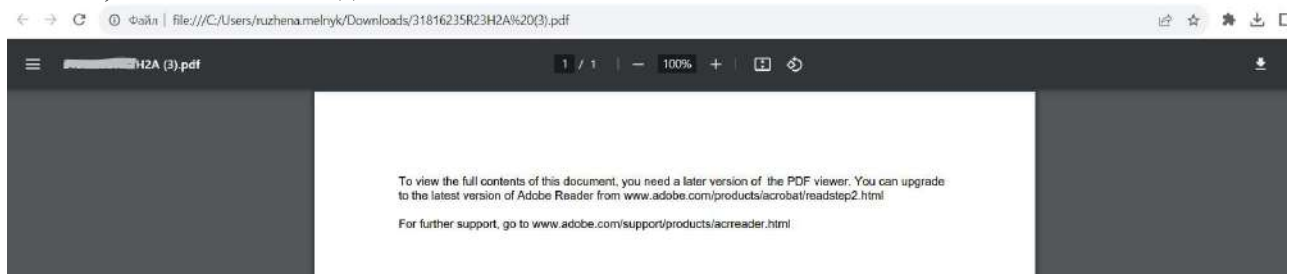 Файл | file:///C:/Users/ruzhena.melnyk/Downloads/31816235R23H2A%20(3).pdf
H2A (3).pdf
1 / 1 | − 100% + |
To view the full contents of this document, you need a later version of the PDF viewer. You can upgrade
to the latest version of Adobe Reader from www.adobe.com/products/acrobat/readstep2.html
For further support, go to www.adobe.com/support/products/acrreader.html